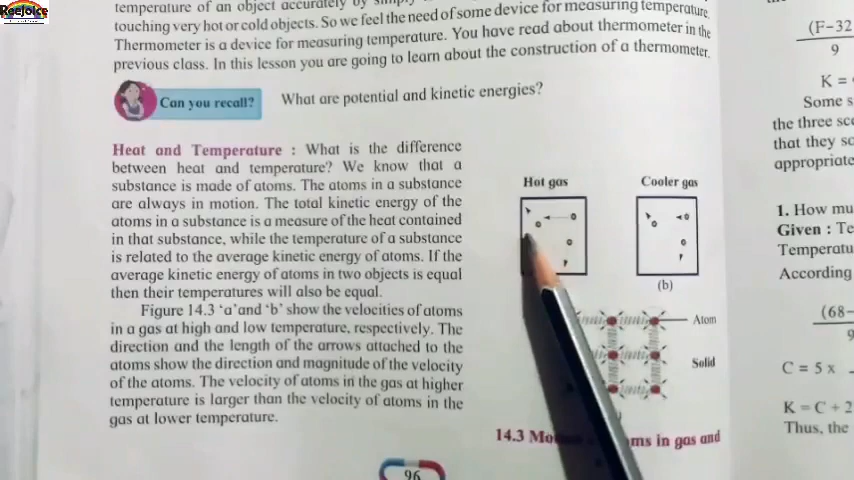 Reejoice
temperature of an object accurately by simply
touching very hot or cold objects. So we feel the need of some device for measuring temperature.
Thermometer is a device for measuring temperature. You have read about thermometer in the
previous class. In this lesson you are going to learn about the construction of a thermometer.
Can you recall? What are potential and kinetic energies?
Heat and Temperature : What is the difference
between heat and temperature? We know that a
substance is made of atoms. The atoms in a substance
are always in motion. The total kinetic energy of the
atoms in a substance is a measure of the heat contained
in that substance, while the temperature of a substance
is related to the average kinetic energy of atoms. If the
average kinetic energy of atoms in two objects is equal
then their temperatures will also be equal.
Figure 14.3 ‘a’and ‘b’ show the velocities of atoms
in a gas at high and low temperature, respectively. The
direction and the length of the arrows attached to the
atoms show the direction and magnitude of the velocity
of the atoms. The velocity of atoms in the gas at higher
temperature is larger than the velocity of atoms in the
gas at lower temperature.
Hot gas Cooler gas
(b)
Atom
Solid
14.3 ms in gas and
96
(F-32
9
K =
Some s
the three sc
that they
appropriate
1. How mu
Given : Te
Temperatu
According
(68-
9
C = 5 x
K = C + 2
Thus, the